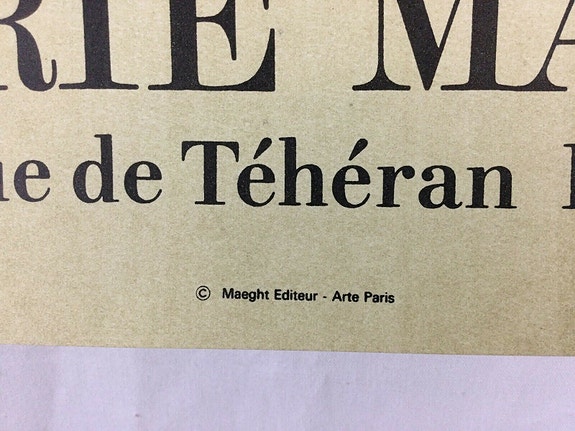 RIE MA
ue de Téhéran
© Maeght Editeur - Arte Paris